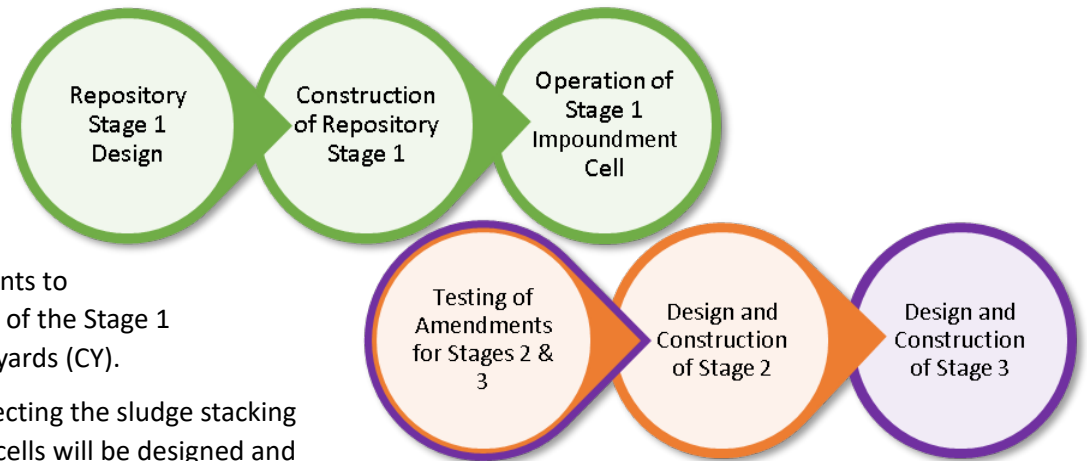 Repository
Stage 1
Design
Construction
of Repository
Stage 1
Operation of
Stage 1
Impoundment
Cell
Testing of
Amendments
for Stages 2 &
3
Design and
Construction
of Stage 2
Design and
Construction
of Stage 3
nts to
of the Stage 1
yards (CY).
ecting the sludge stacking
cells will be designed and